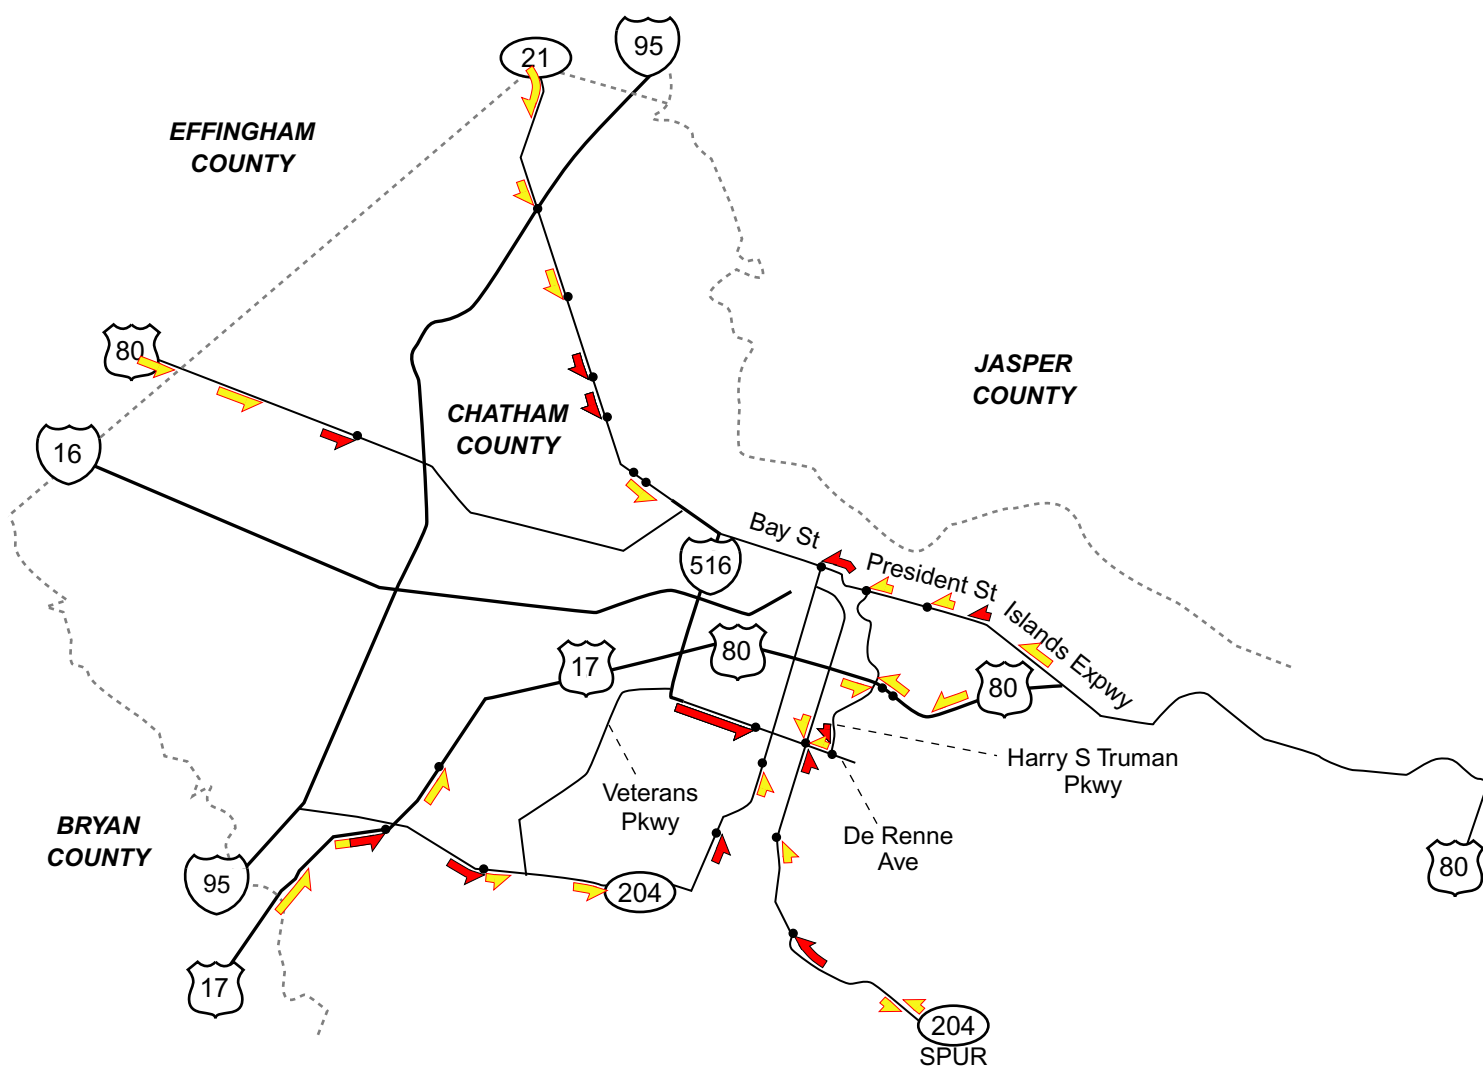 95
21
EFFINGHAM
COUNTY
80
JASPER
COUNTY
CHATHAM
COUNTY
16
Bay St
516
President St
Islands Expwy
17
80
80
Harry S Truman
Pkwy
Veterans
Pkwy
De Renne
Ave
BRYAN
COUNTY
80
95
204
17
204
SPUR